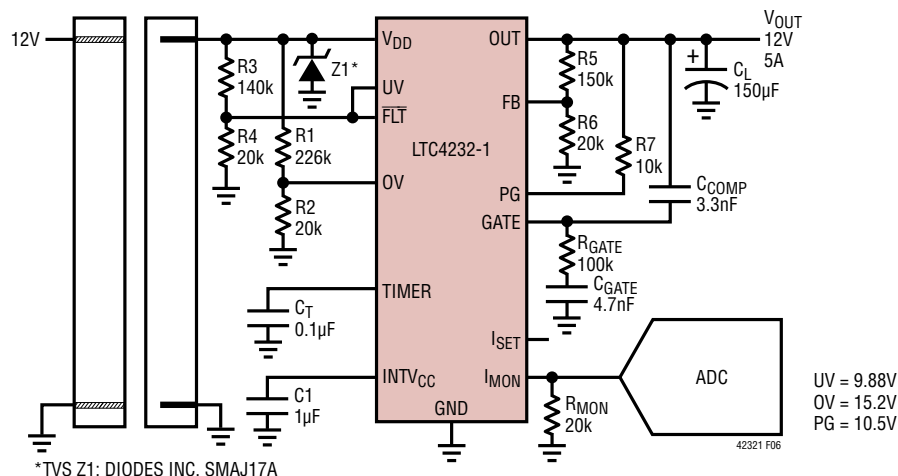 12V
R3
140k
R4
20k
R1
226k
R2
20k
Z1*
CT
0.1µF
C1
1µF
VDD
UV
FLT
OV
TIMER
INTVCC
LTC4232-1
GND
OUT
FB
PG
GATE
ISET
IMON
R5
150k
R6
20k
R7
10k
VOUT
12V
5A
+
CL
150µF
CCOMP
3.3nF
RGATE
100k
CGATE
4.7nF
RMON
20k
ADC
42321 F06
UV = 9.88V
OV = 15.2V
PG = 10.5V
*TVS Z1: DIODES INC. SMAJ17A